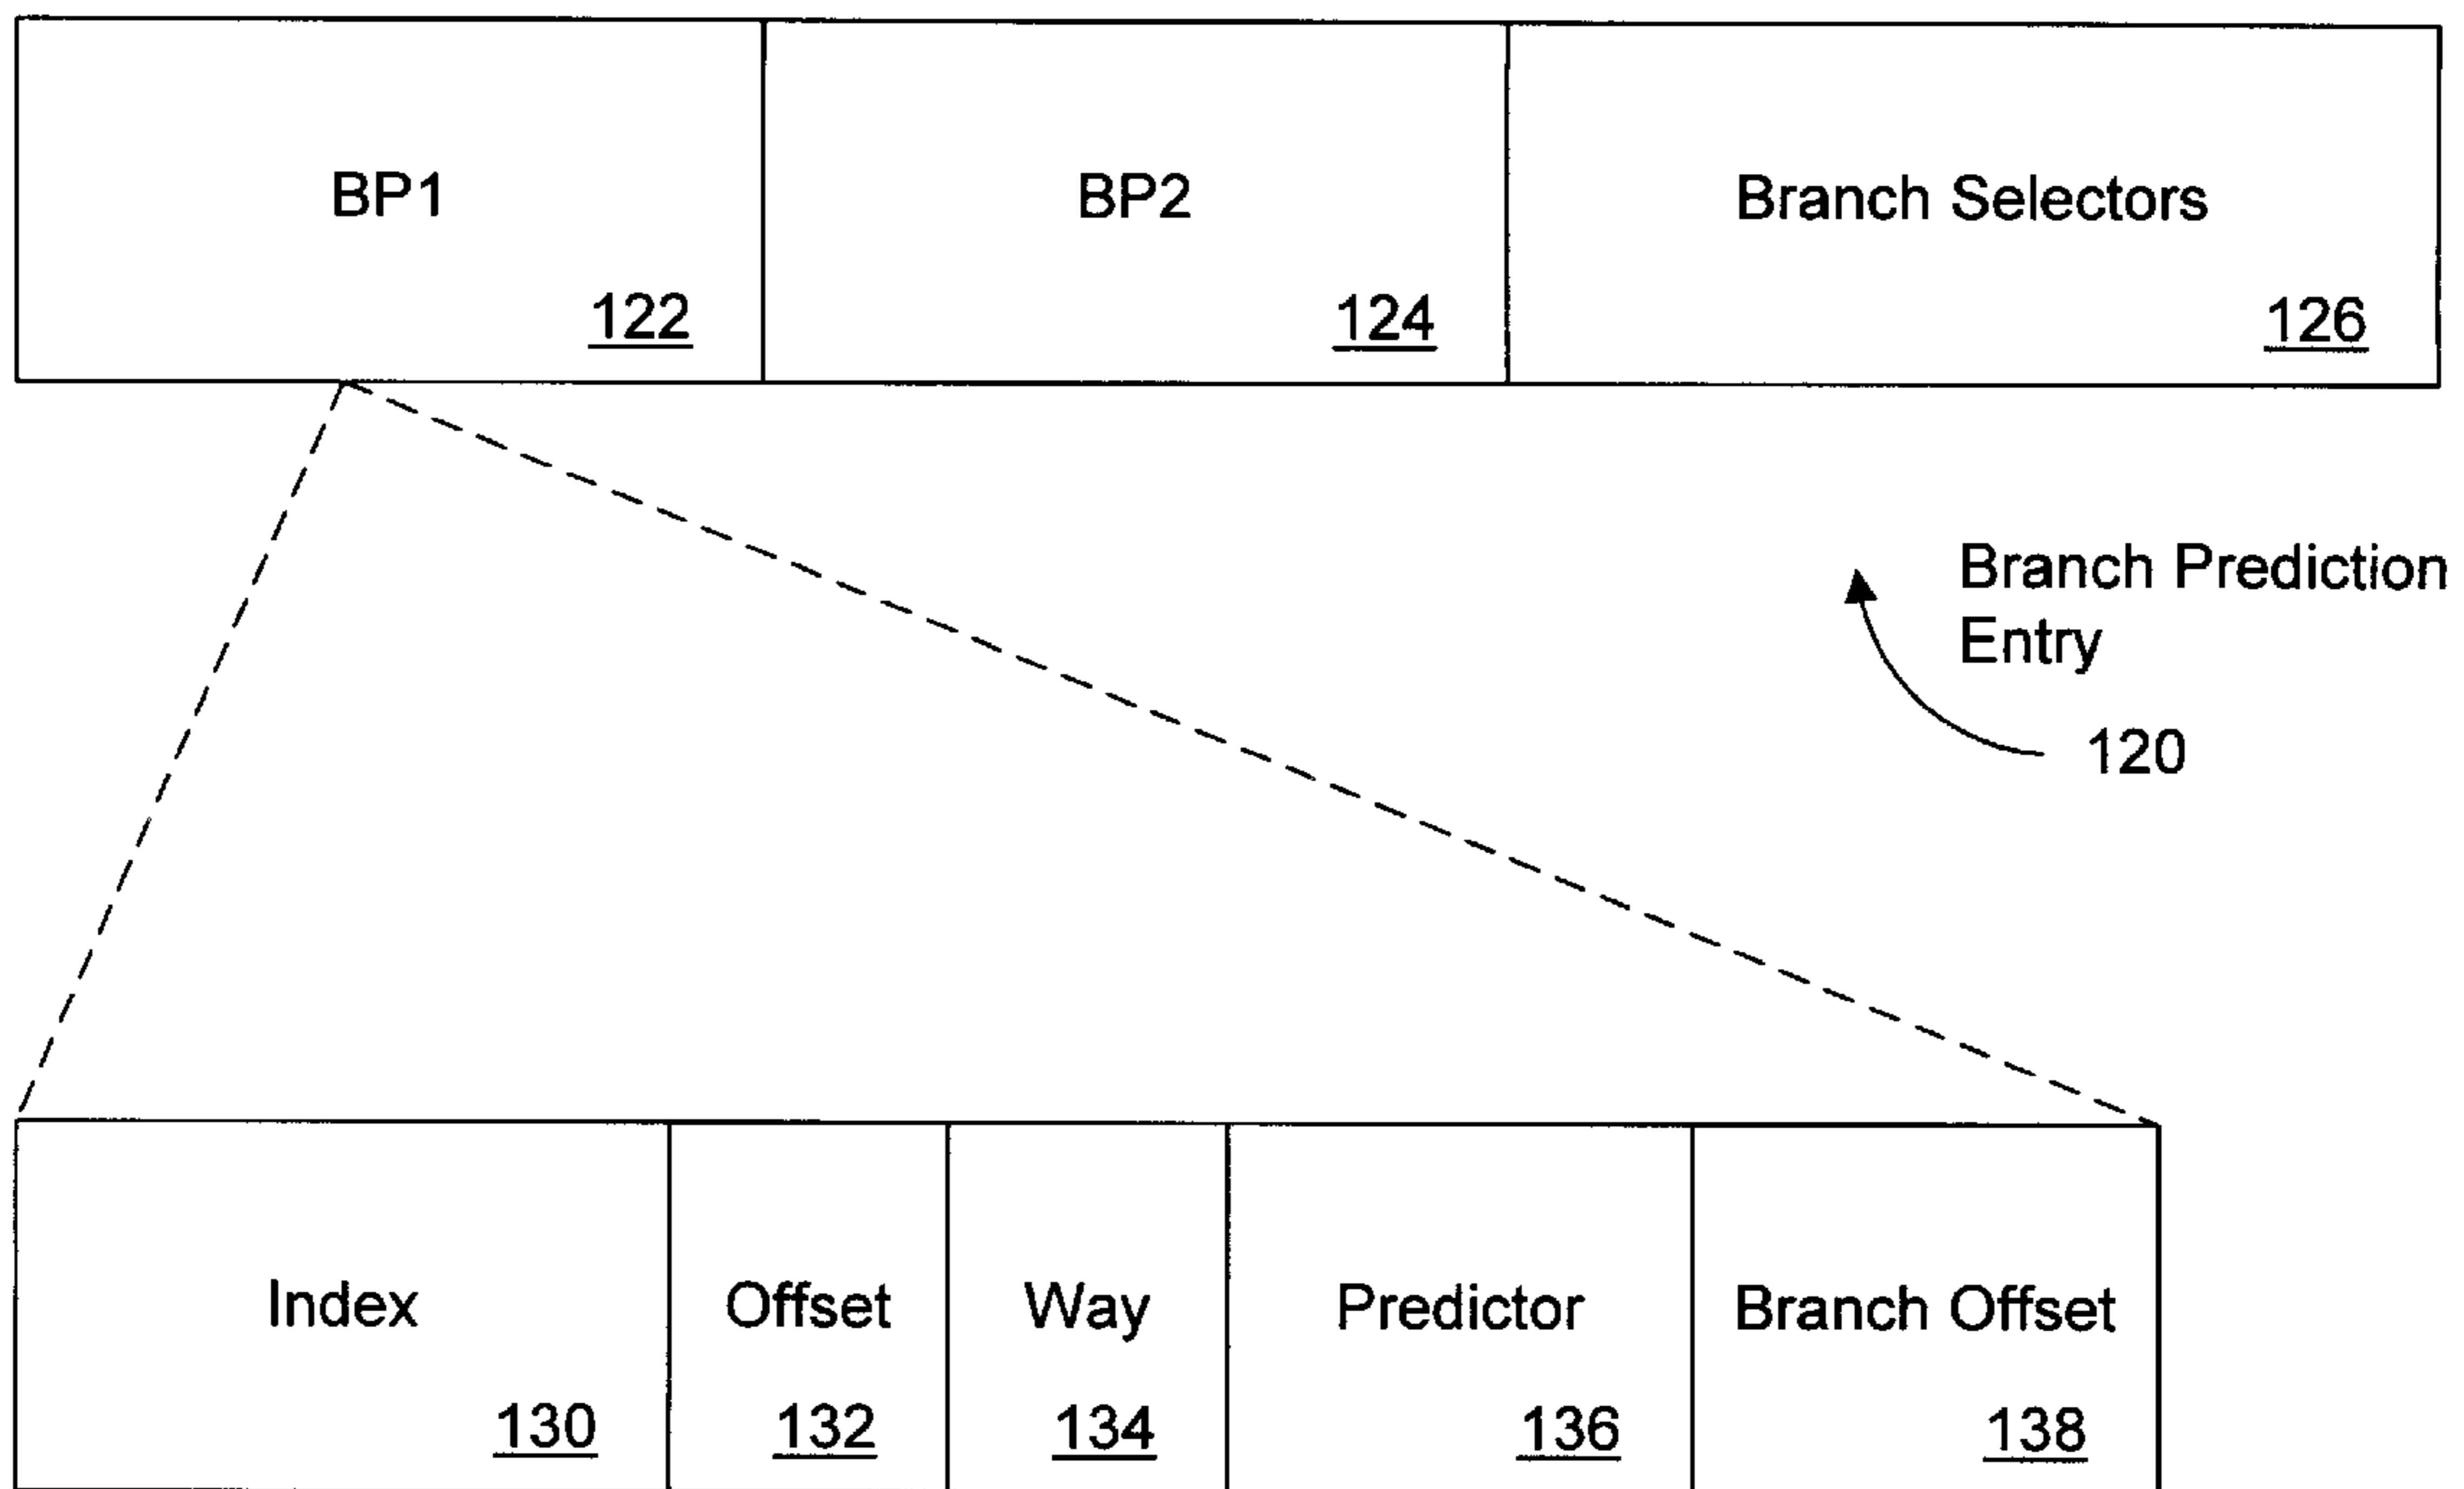 BP1
122
BP2
124
Branch Selectors
126
Branch Prediction
Entry
120
Index
130
Offset
132
Way
134
Predictor
136
Branch Offset
138